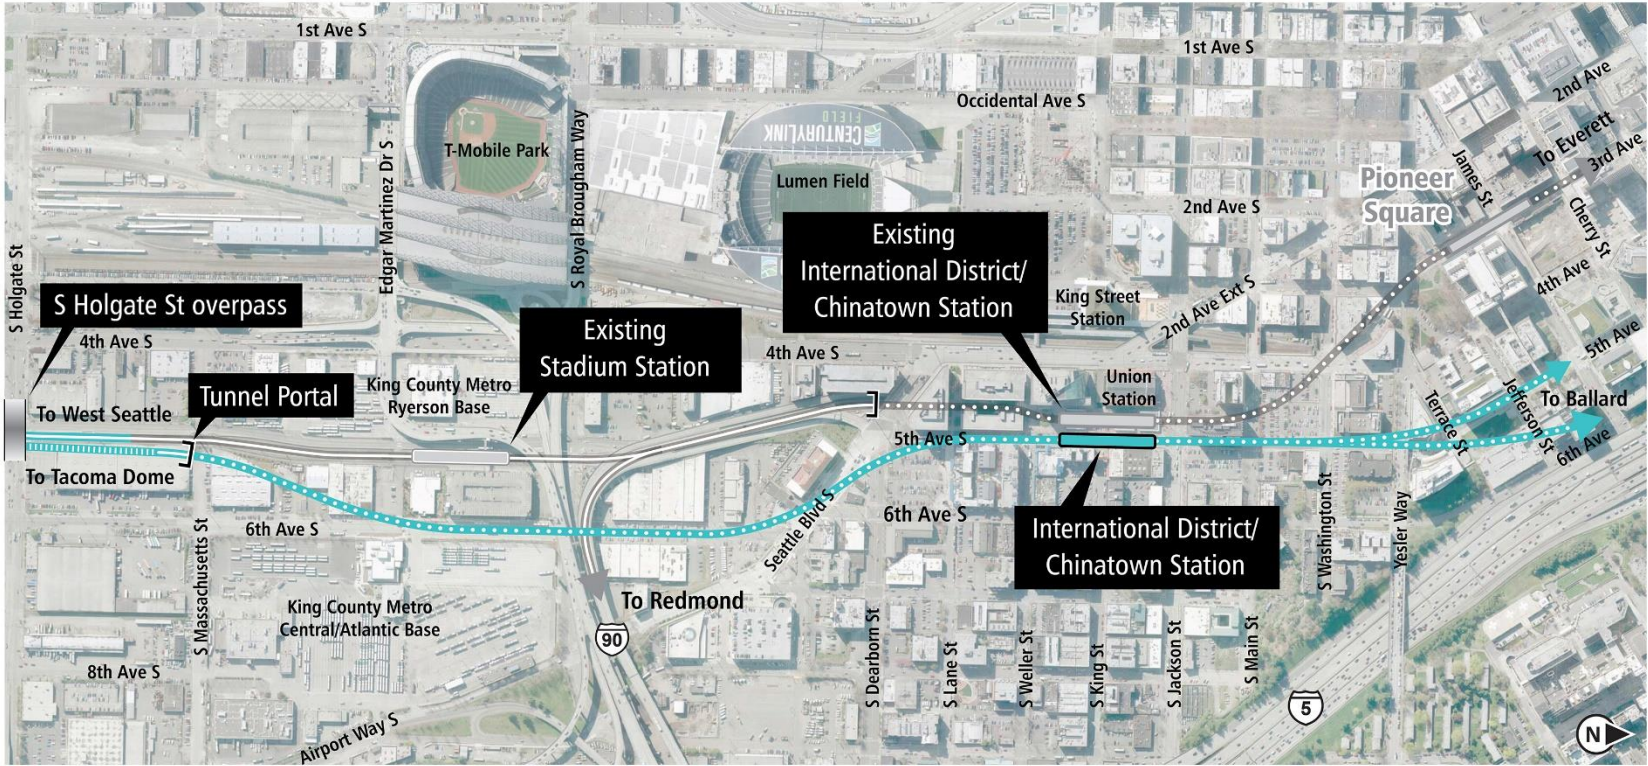 1st Ave S
1st Ave S
2nd Ave
Occidental Ave S
S Royal Brougham Way
CENTURYLINK
FIELD
To Everett
3rd Ave
Edgar Martinez Dr S
T-Mobile Park
Lumen Field
James St
Pioneer
Square
2nd Ave S
Cherry St
S Holgate St
Existing
International District/
Chinatown Station
4th Ave
King Street
Station
2nd Ave Ext S
S Holgate St overpass
4th Ave S
Existing
Stadium Station
4th Ave S
5th Ave
Tunnel Portal
King County Metro
Ryerson Base
Union
Station
Terrace St
Jefferson St
To Ballard
To West Seattle
5th Ave S
6th Ave
To Tacoma Dome
6th Ave S
S Massachusetts St
Seattle Blvd S
6th Ave S
International District/
Chinatown Station
S Washington St
Yesler Way
King County Metro
Central/Atlantic Base
To Redmond
90
8th Ave S
S Dearborn St
S Lane St
S Weller St
S King St
S Jackson St
S Main St
5
Airport Way S
N